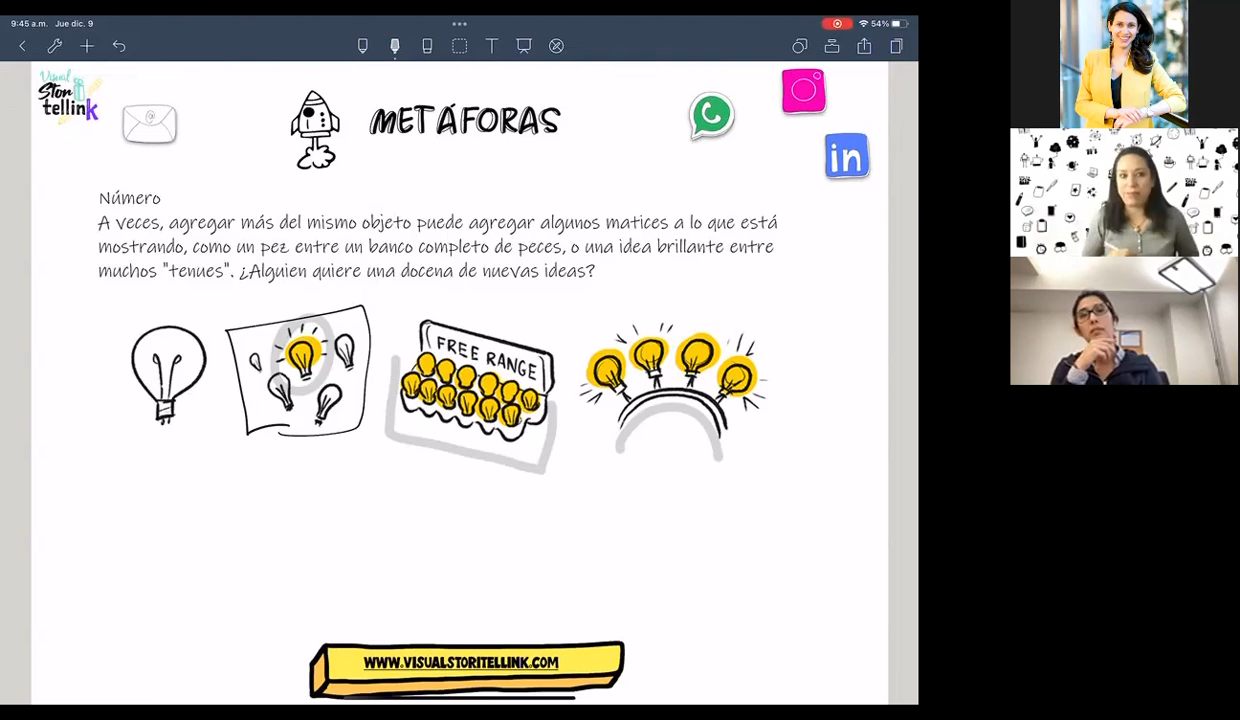 9:45 a.m. Jue dic. 9
54%
Visual
Stori
tellink
METÁFORAS
in
Número
A veces, agregar más del mismo objeto puede agregar algunos matices a lo que está
mostrando, como un pez entre un banco completo de peces, o una idea brillante entre
muchos "tenues". ¿Alguien quiere una docena de nuevas ideas?
FREE RANGE
WWW.VISUALSTORITELLINK.COM